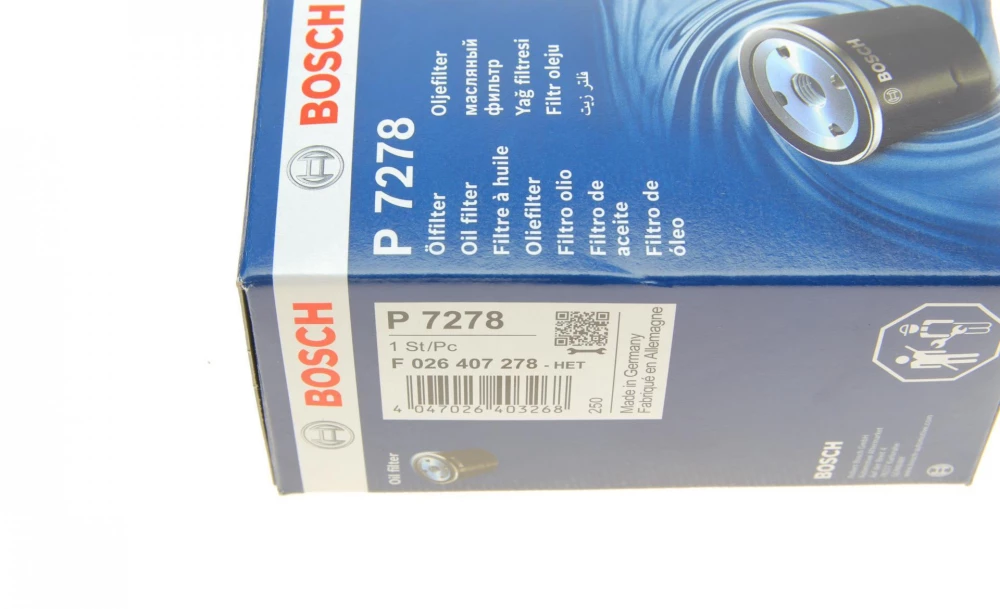 BOSCH
P 7278
Ölfilter
Oil filter
Filtre à huile
Oliefilter
Filtro olio
Filtro de
aceite
Filtro de
óleo
Oljefilter
масляный
фильтр
Yağ filtresi
Filtr oleju
فلتر زيت
BOSCH
BOSCH
P 7278
1 St/Pc
F 026 407 278 - HET
4 047026 403268
250
Made in Germany
Fabriqué en Allemagne
Oil filter
BOSCH